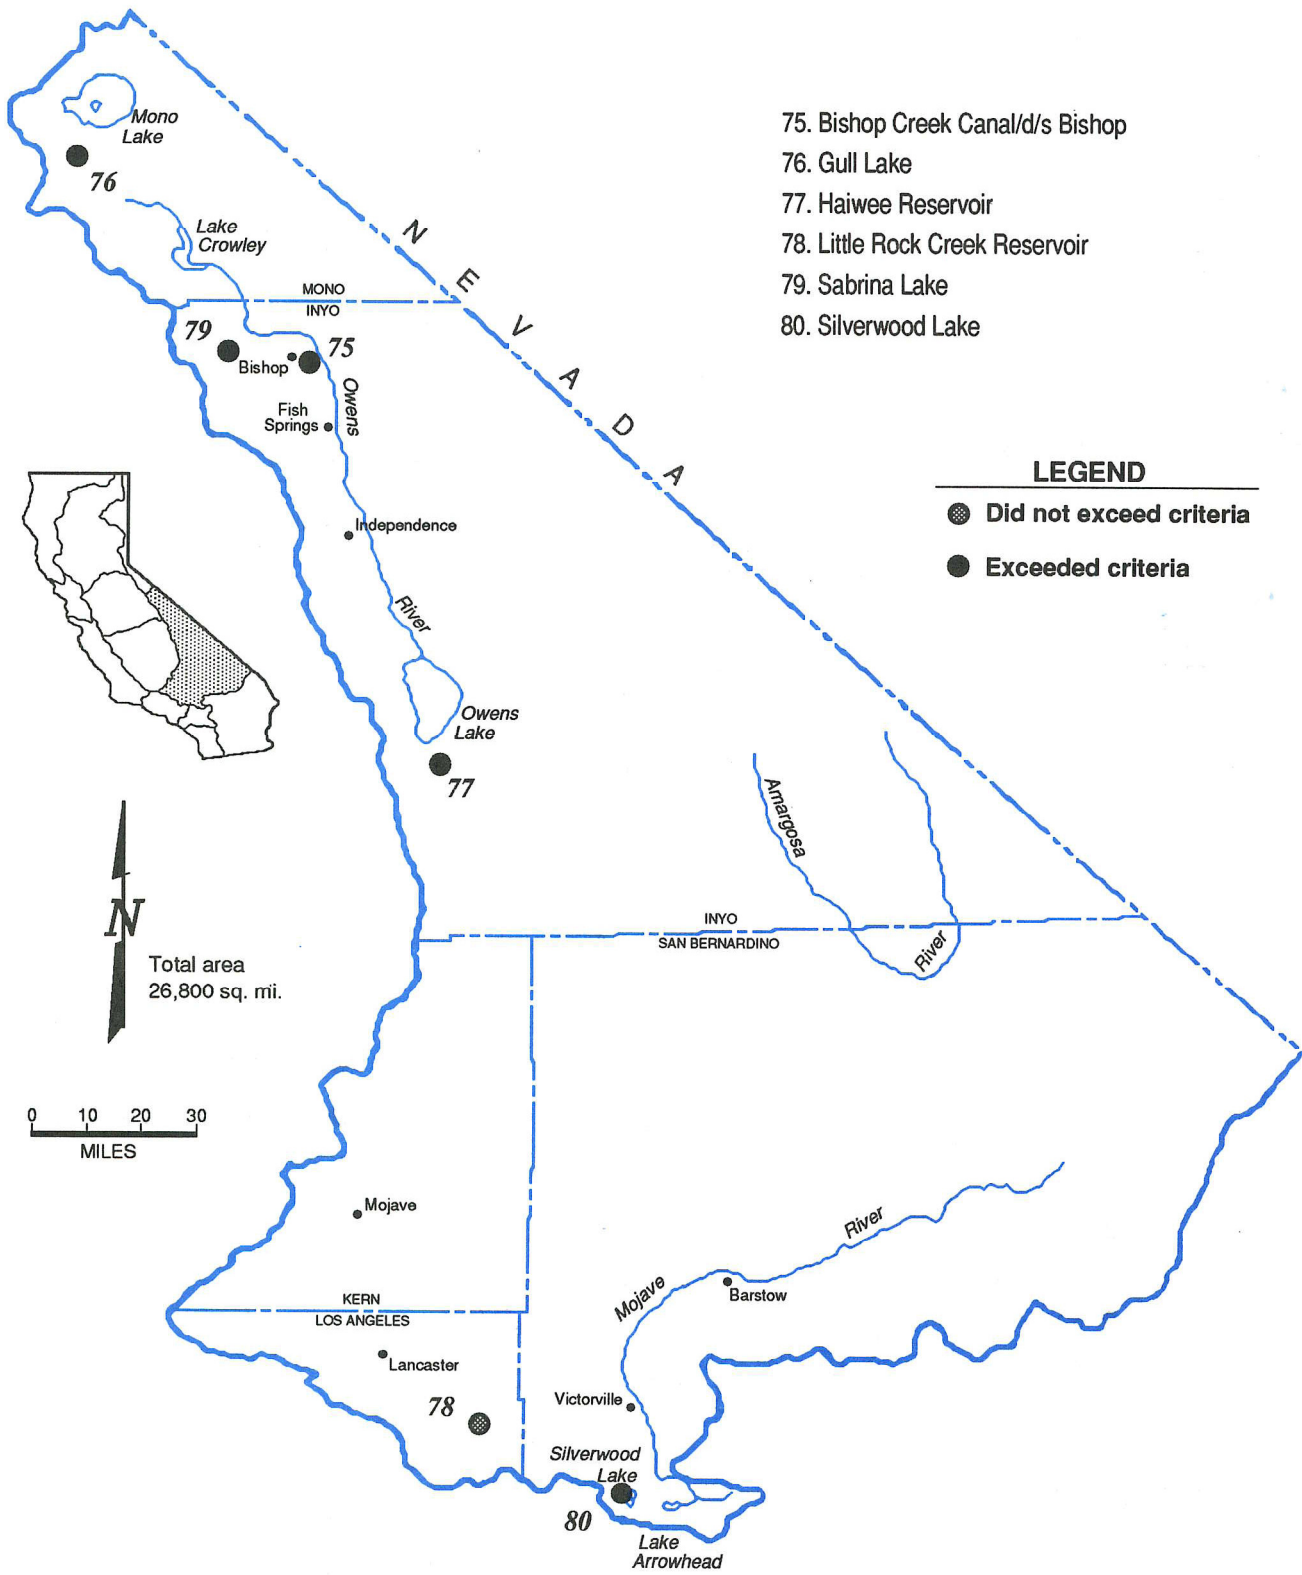 Mono
Lake
76
75. Bishop Creek Canal/d/s Bishop
76. Gull Lake
77. Haiwee Reservoir
78. Little Rock Creek Reservoir
79. Sabrina Lake
80. Silverwood Lake
Lake
Crowley
NEVADA
MONO
INYO
79
75
Bishop
Owens
Fish
Springs
LEGEND
Did not exceed criteria
Exceeded criteria
Independence
River
Owens
Lake
77
Amargosa
River
N
INYO
SAN BERNARDINO
Total area
26,800 sq. mi.
0 10 20 30
MILES
Mojave
River
Mojave
Barstow
KERN
LOS ANGELES
Lancaster
78
Victorville
Silverwood
Lake
80
Lake
Arrowhead